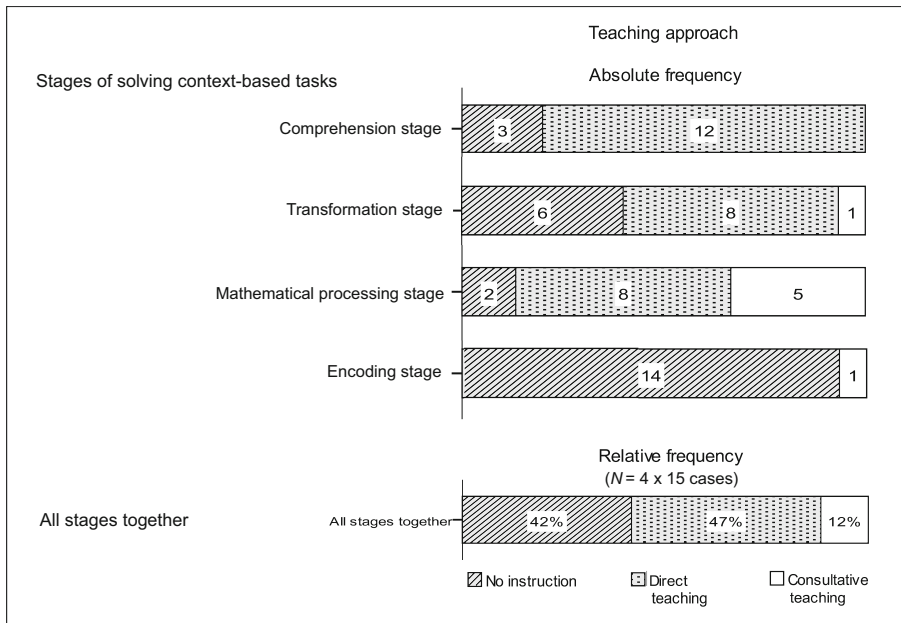 Teaching approach
Stages of solving context-based tasks
Absolute frequency
Comprehension stage
3 12
Transformation stage
6 8 1
Mathematical processing stage
2 8 5
Encoding stage
14 1
Relative frequency
(N = 4 x 15 cases)
All stages together
All stages together
42% 47% 12%
No instruction
Direct
teaching
Consultative
teaching